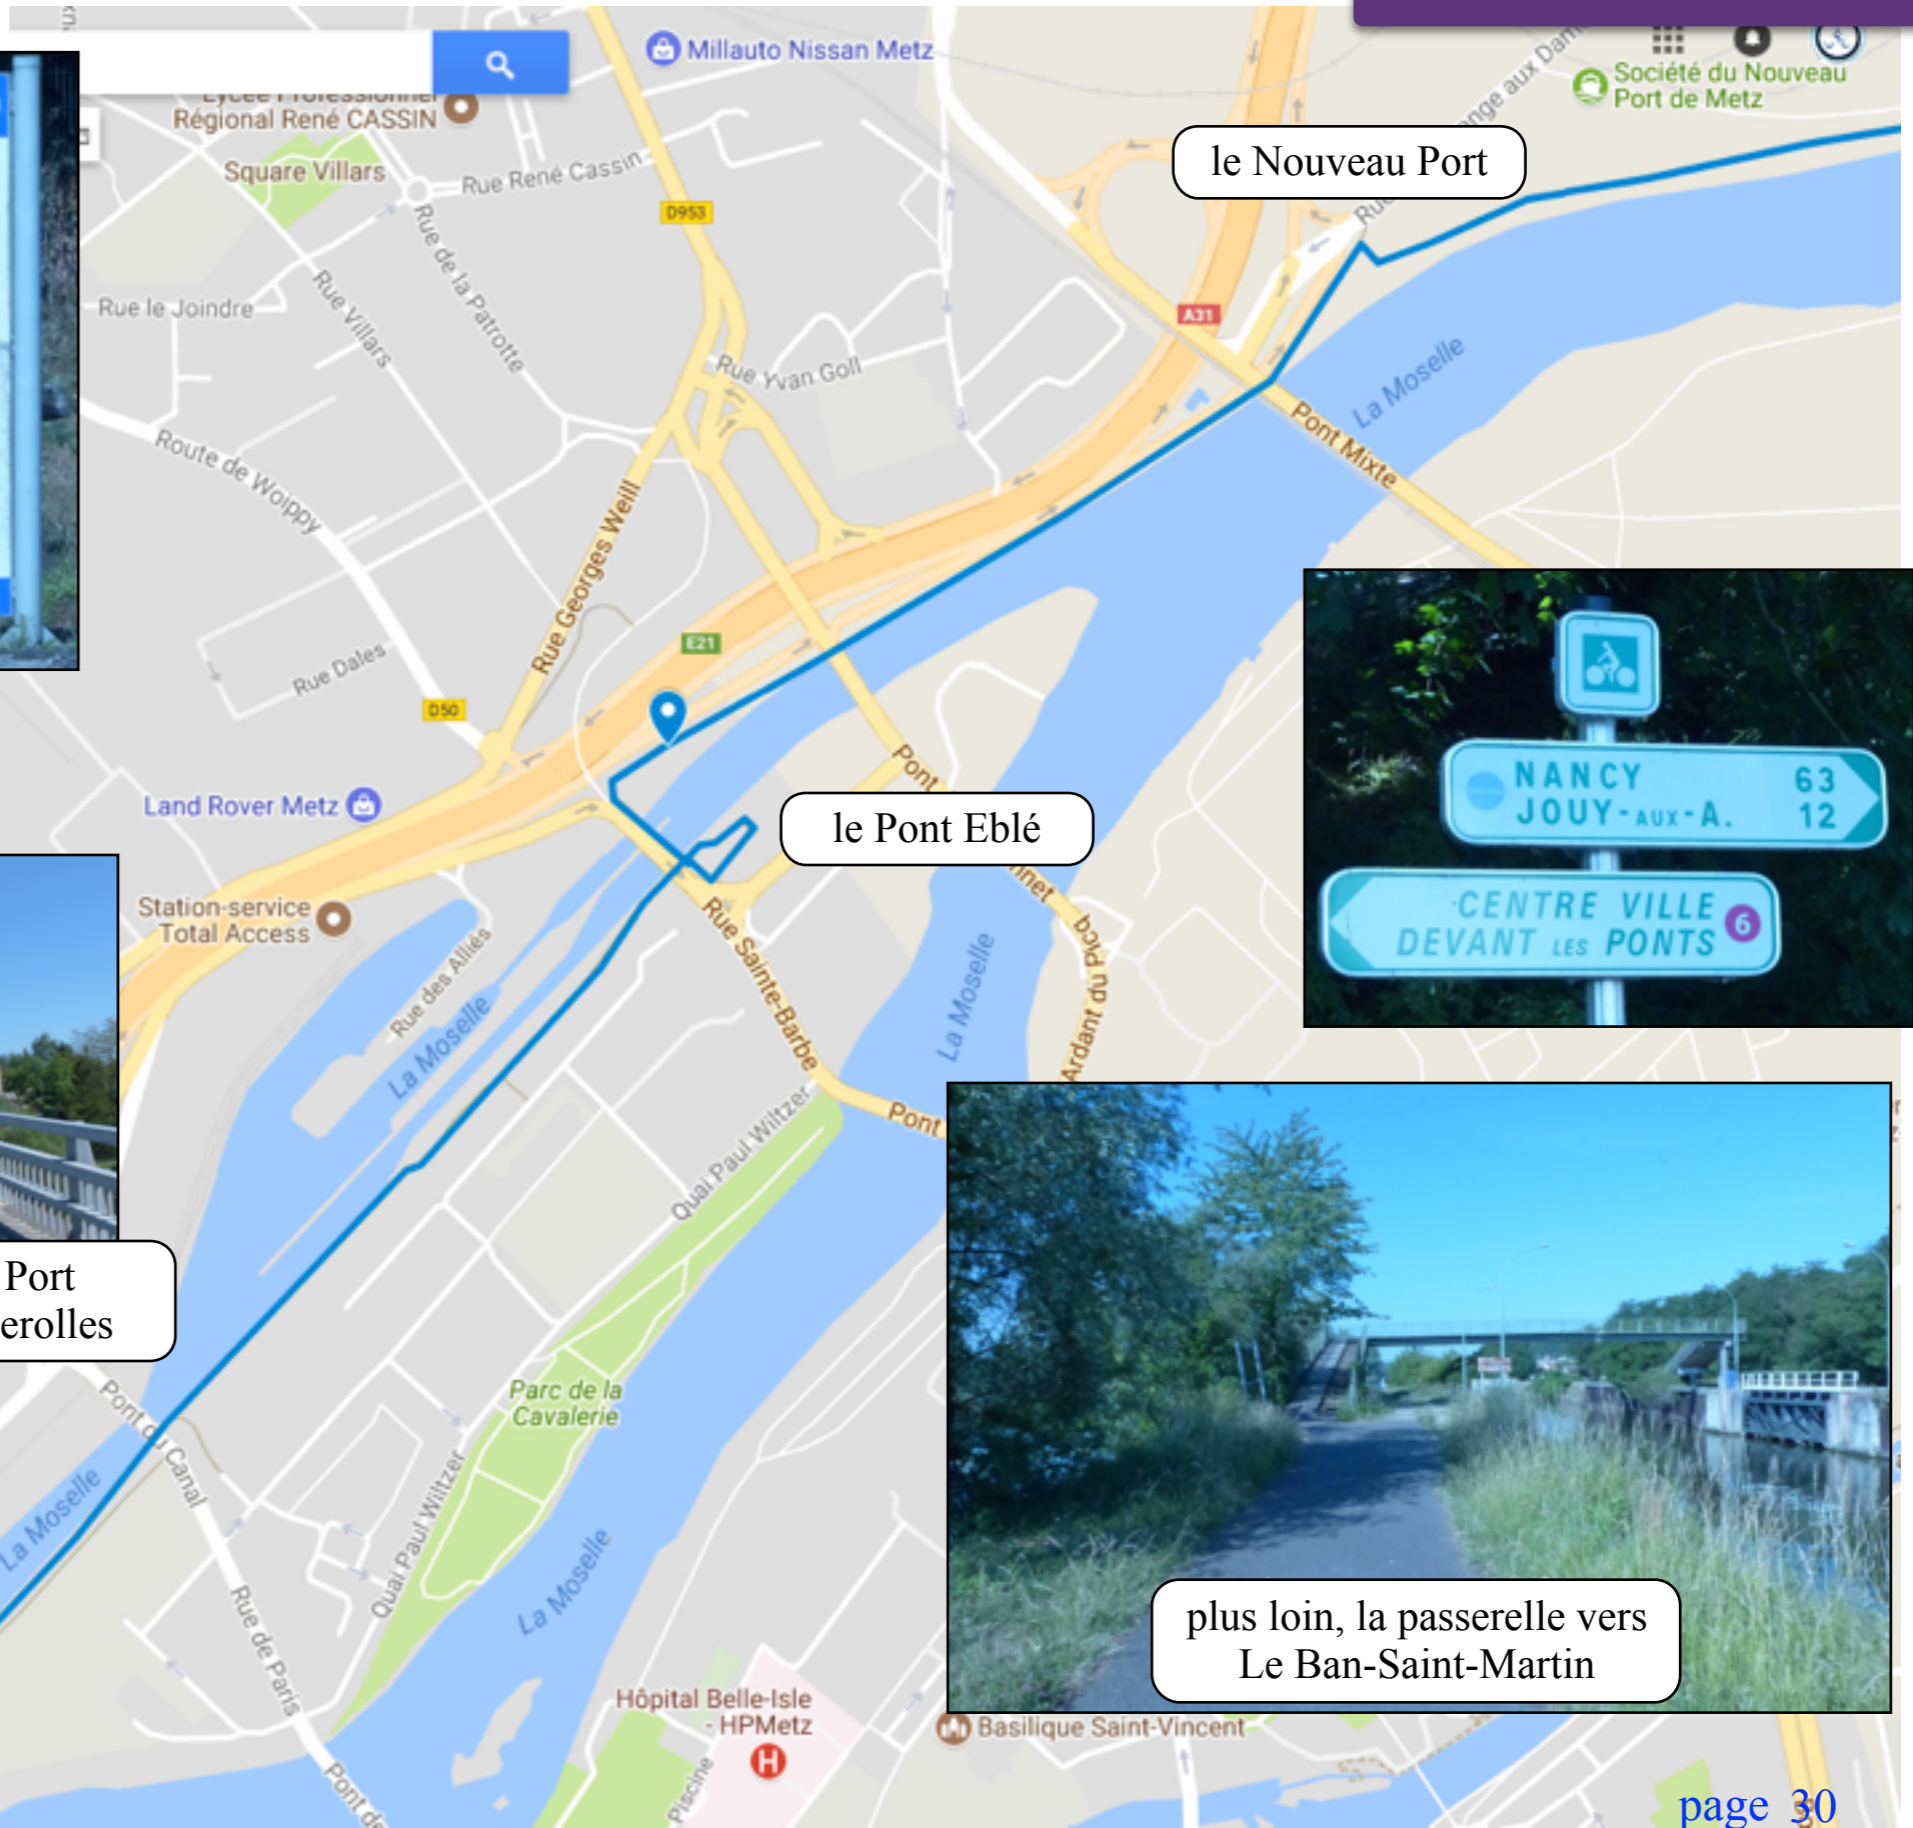 Millauto Nissan Metz
Société du Nouveau
Port de Metz
Lycée Professionnel
Régional René CASSIN
le Nouveau Port
Square Villars
Rue René Cassin
D953
Rue de la Patrotte
Rue le Joindre
Rue Villars
A31
Rue Yvan Goll
La Moselle
Pont Mixte
Route de Woippy
Rue Georges Weill
E21
Rue Dales
D50
NANCY 63
JOUY-AUX-A. 12
CENTRE VILLE
DEVANT LES PONTS 6
Land Rover Metz
Pont
le Pont Eblé
Station-service
Total Access
Rue des Alliés
La Moselle
Rue Sainte-Barbe
La Moselle
Ardant du Picq
Quai Paul Wiltzer
Pont
Port
erolles
Pont du Canal
Parc de la
Cavalerie
La Moselle
Quai Paul Wiltzer
La Moselle
Rue de Paris
plus loin, la passerelle vers
Le Ban-Saint-Martin
Hôpital Belle-Isle
- HPMetz
H
Basilique Saint-Vincent
Piscine
Pont de
page 30